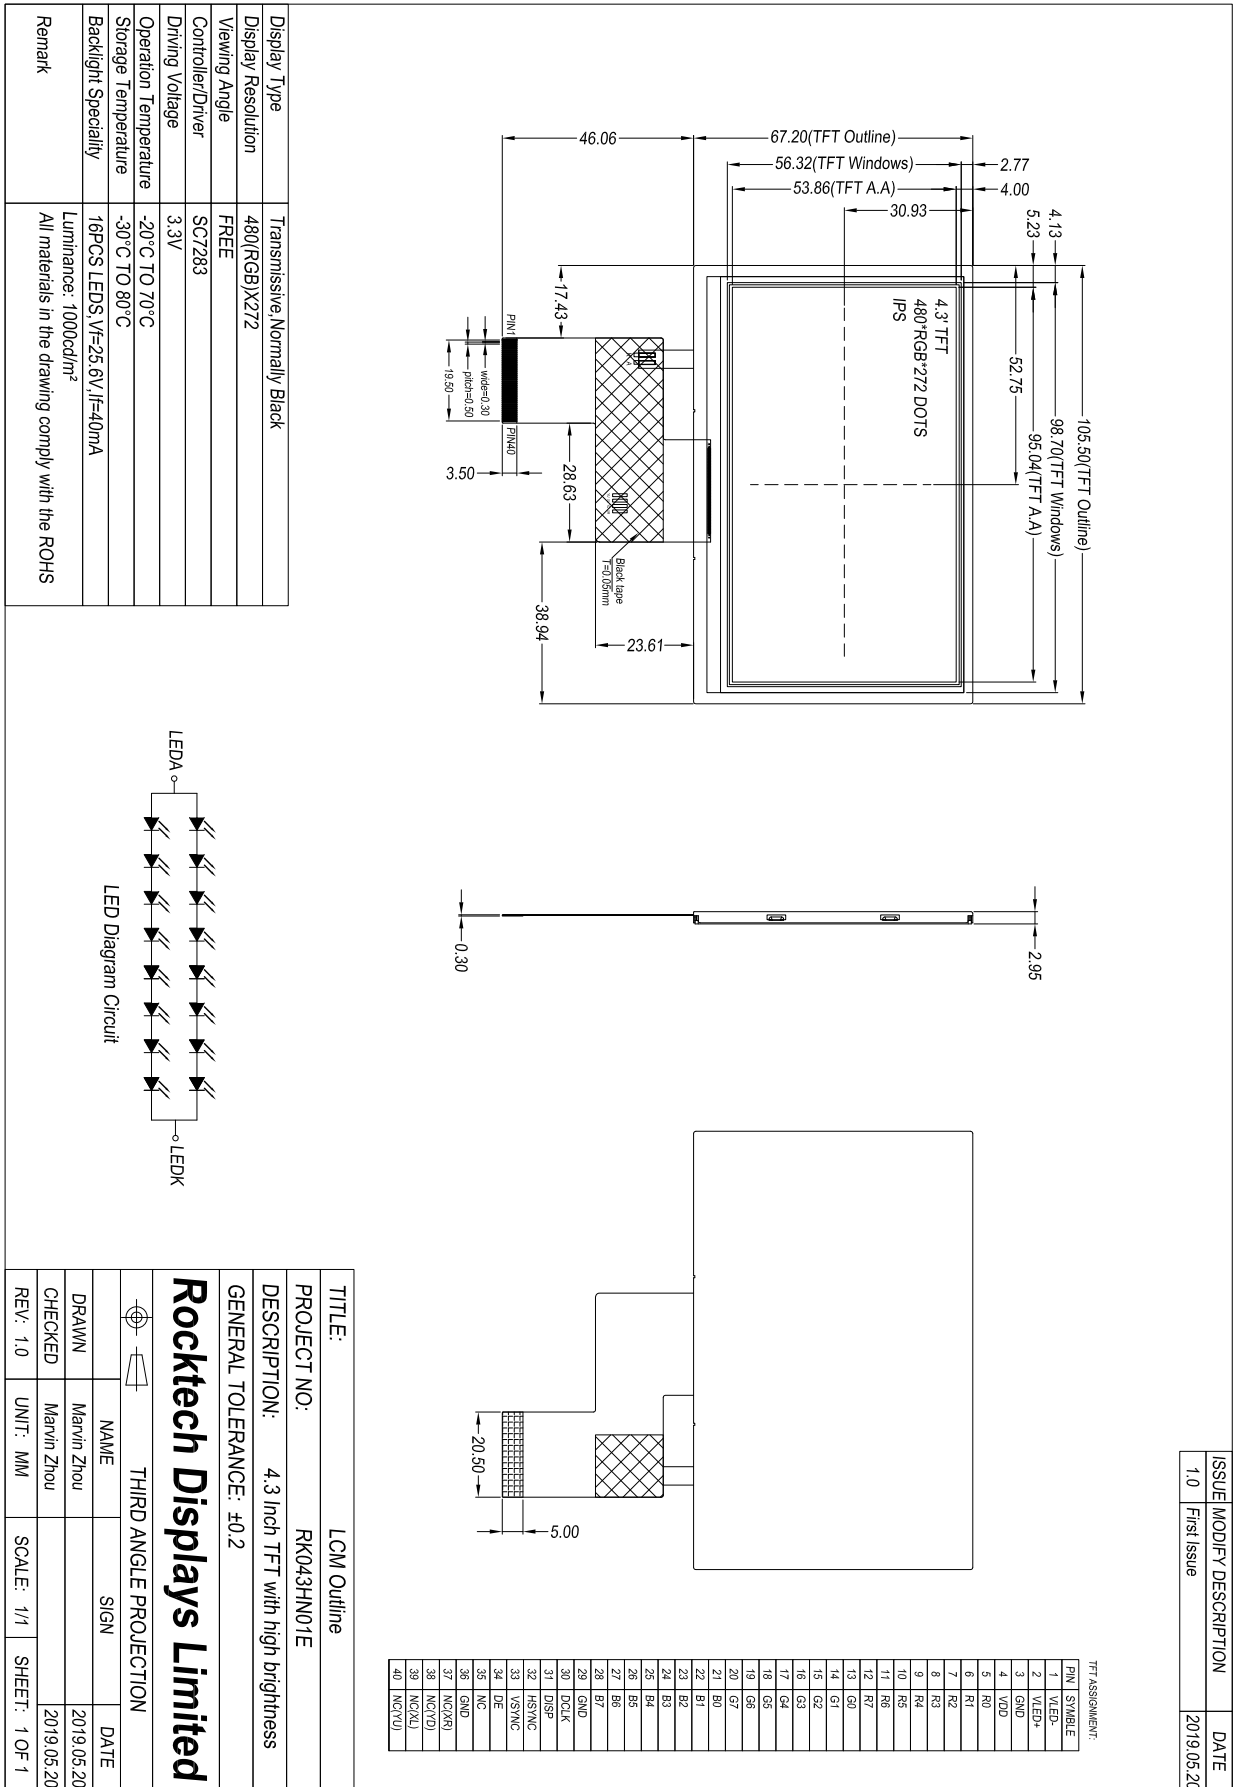 ISSUE MODIFY DESCRIPTION DATE
1.0 First Issue 2019.05.20
105.50(TFT Outline)
98.70(TFT Windows)
95.04(TFT A.A)
52.75
4.13
5.23
2.77
4.00
67.20(TFT Outline)
56.32(TFT Windows)
53.86(TFT A.A)
30.93
46.06
4.3' TFT
480*RGB*272 DOTS
IPS
17.43
PIN1
PIN40
wide=0.30
pitch=0.50
19.50
3.50
28.63
38.94
23.61
Black tape
T=0.05mm
2.95
0.30
20.50
5.00
TFT ASSIGNMENT:
PIN SYMBLE
1 VLED-
2 VLED+
3 GND
4 VDD
5 R0
6 R1
7 R2
8 R3
9 R4
10 R5
11 R6
12 R7
13 G0
14 G1
15 G2
16 G3
17 G4
18 G5
19 G6
20 G7
21 B0
22 B1
23 B2
24 B3
25 B4
26 B5
27 B6
28 B7
29 GND
30 DCLK
31 DISP
32 HSYNC
33 VSYNC
34 DE
35 NC
36 GND
37 NC(XR)
38 NC(YD)
39 NC(XL)
40 NC(YU)
Display Type Transmissive,Normally Black
Display Resolution 480(RGB)X272
Viewing Angle FREE
Controller/Driver SC7283
Driving Voltage 3.3V
Operation Temperature -20°C TO 70°C
Storage Temperature -30°C TO 80°C
Backlight Speciality 16PCS LEDS,Vf=25.6V,If=40mA
Remark
Luminance: 1000cd/m²
All materials in the drawing comply with the ROHS
LEDA
LEDK
LED Diagram Circuit
TITLE: LCM Outline
PROJECT NO: RK043HN01E
DESCRIPTION: 4.3 Inch TFT with high brightness
GENERAL TOLERANCE: ±0.2
Rocktech Displays Limited
THIRD ANGLE PROJECTION
NAME SIGN DATE
DRAWN Marvin Zhou 2019.05.20
CHECKED Marvin Zhou 2019.05.20
REV: 1.0 UNIT: MM SCALE: 1/1 SHEET: 1 OF 1